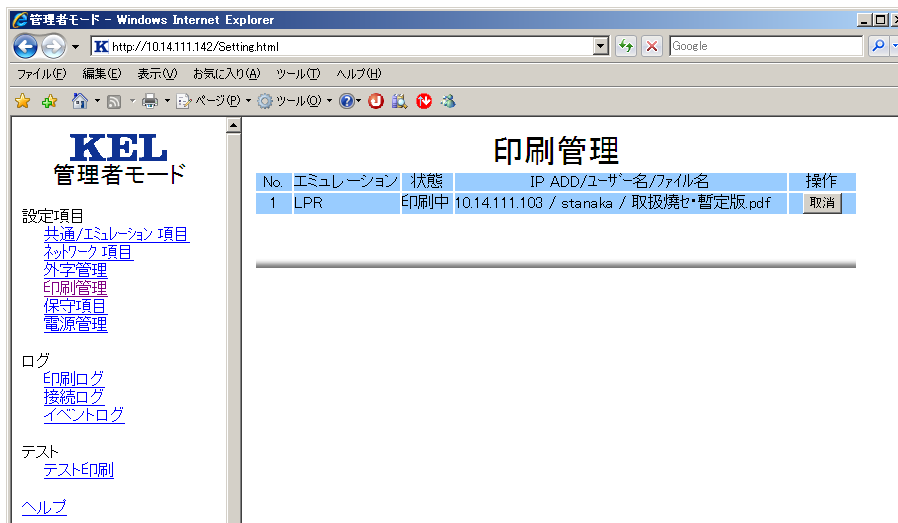 管理者モード - Windows Internet Explorer
http://10.14.111.142/Setting.html
Google
ファイル(F) 編集(E) 表示(V) お気に入り(A) ツール(T) ヘルプ(H)
ページ(P) ツール(O)
KEL
管理者モード
設定項目
共通/エミュレーション 項目
ネットワーク 項目
外字管理
印刷管理
保守項目
電源管理
ログ
印刷ログ
接続ログ
イベントログ
テスト
テスト印刷
ヘルプ
印刷管理
No. エミュレーション 状態 IP ADD/ユーザー名/ファイル名 操作
1 LPR 印刷中 10.14.111.103 / stanaka / 取扱焼セ・暫定版.pdf 取消